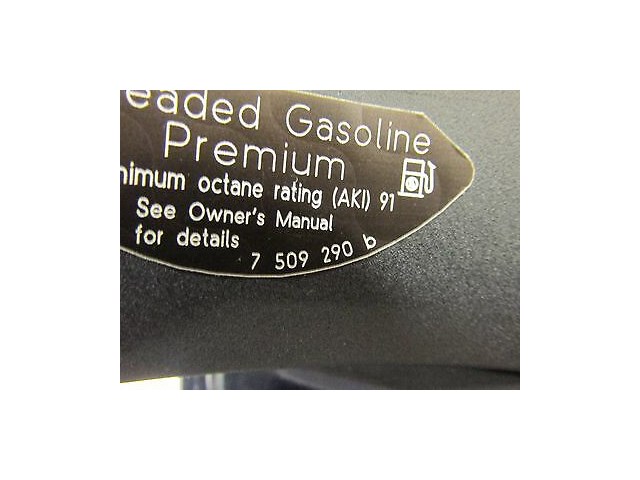 eaded Gasoline
Premium
nimum octane rating (AKI) 91
See Owner's Manual
for details
7 509 290 b